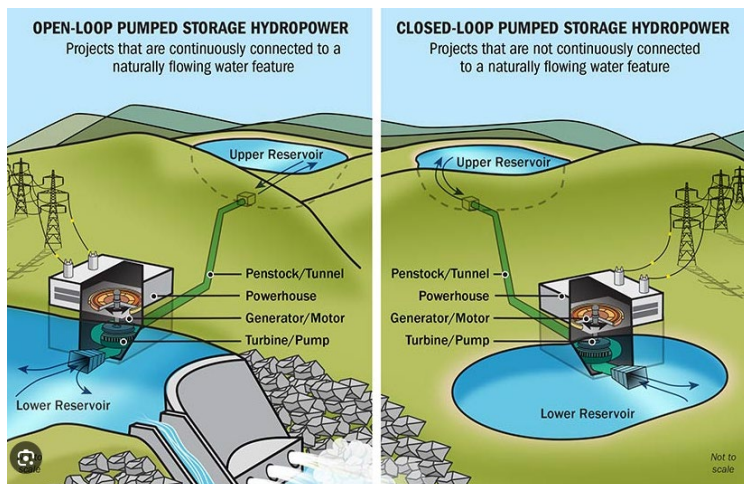 OPEN-LOOP PUMPED STORAGE HYDROPOWER
Projects that are continuously connected to a
naturally flowing water feature
Upper Reservoir
Penstock/Tunnel
Powerhouse
Generator/Motor
Turbine/Pump
Lower Reservoir
scale
CLOSED-LOOP PUMPED STORAGE HYDROPOWER
Projects that are not continuously connected
to a naturally flowing water feature
Upper Reservoir
Penstock/Tunnel
Powerhouse
Generator/Motor
Turbine/Pump
Lower Reservoir
Not to
scale